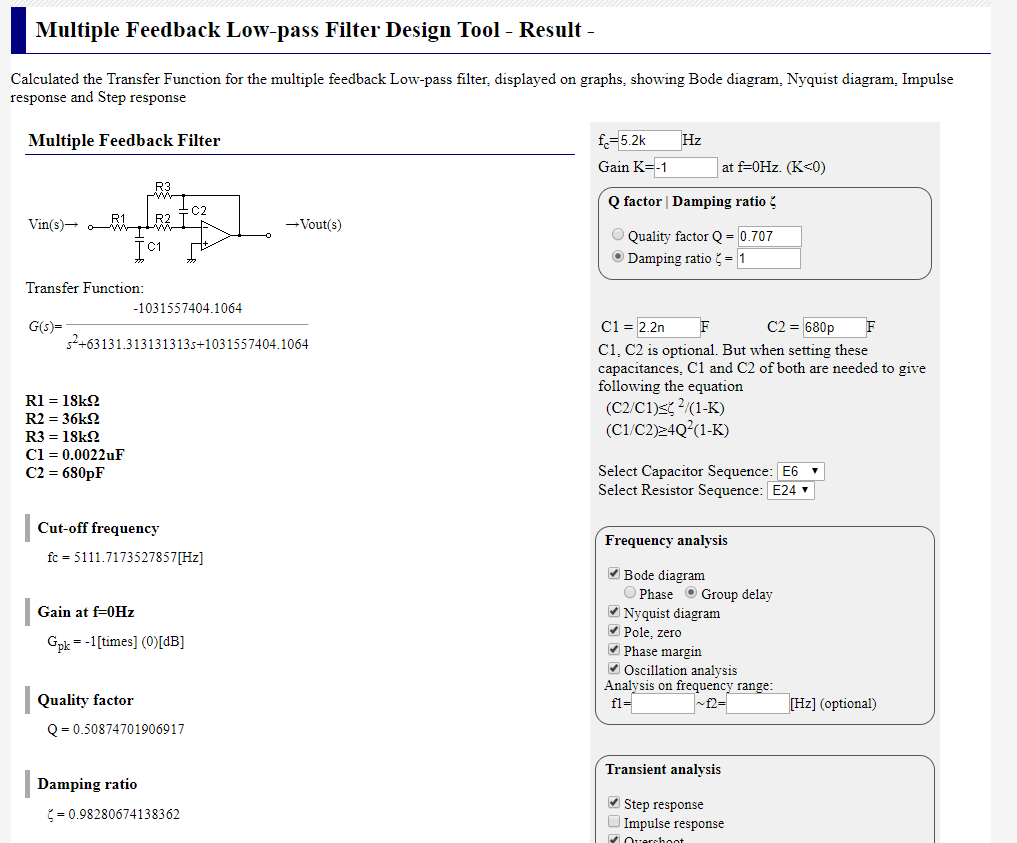 Multiple Feedback Low-pass Filter Design Tool - Result -
Calculated the Transfer Function for the multiple feedback Low-pass filter, displayed on graphs, showing Bode diagram, Nyquist diagram, Impulse
response and Step response
Multiple Feedback Filter
R3
C2
Vin(s)→
R1
R2
→Vout(s)
-
+
C1
Transfer Function:
-1031557404.1064
G(s)=
s²+63131.313131313s+1031557404.1064
R1 = 18kΩ
R2 = 36kΩ
R3 = 18kΩ
C1 = 0.0022uF
C2 = 680pF
Cut-off frequency
fc = 5111.7173527857[Hz]
Gain at f=0Hz
Gpk = -1[times] (0)[dB]
Quality factor
Q = 0.50874701906917
Damping ratio
ζ = 0.98280674138362
fc=5.2k Hz
Gain K=-1 at f=0Hz. (K<0)
Q factor | Damping ratio ζ
Quality factor Q = 0.707
Damping ratio ζ = 1
C1 = 2.2n F C2 = 680p F
C1, C2 is optional. But when setting these
capacitances, C1 and C2 of both are needed to give
following the equation
(C2/C1)≤ζ ²/(1-K)
(C1/C2)≥4Q²(1-K)
Select Capacitor Sequence: E6 ▼
Select Resistor Sequence: E24 ▼
Frequency analysis
Bode diagram
Phase Group delay
Nyquist diagram
Pole, zero
Phase margin
Oscillation analysis
Analysis on frequency range:
f1= ~f2= [Hz] (optional)
Transient analysis
Step response
Impulse response
Overshoot